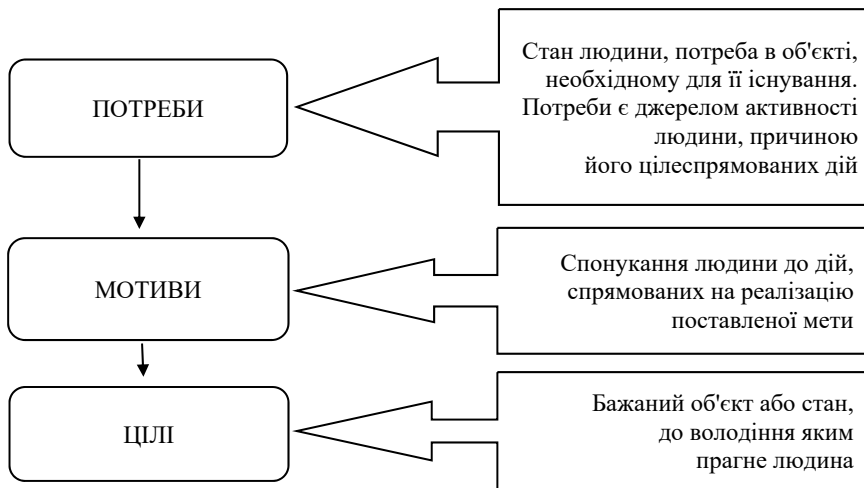 ПОТРЕБИ
Стан людини, потреба в об'єкті,
необхідному для її існування.
Потреби є джерелом активності
людини, причиною
його цілеспрямованих дій
МОТИВИ
Спонукання людини до дій,
спрямованих на реалізацію
поставленої мети
ЦІЛІ
Бажаний об'єкт або стан,
до володіння яким
прагне людина